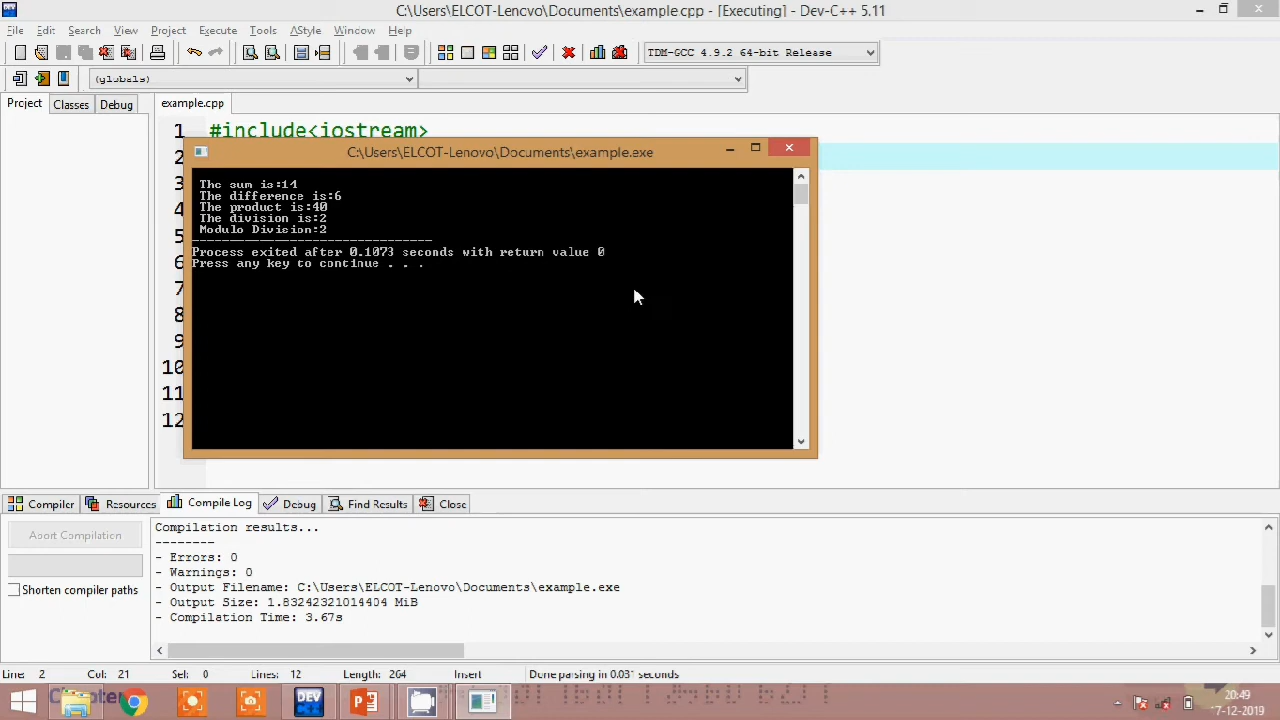 C:\Users\ELCOT-Lenovo\Documents\example.cpp - [Executing] - Dev-C++ 5.11
File Edit Search View Project Execute Tools AStyle Window Help
TDM-GCC 4.9.2 64-bit Release
(globals)
Project Classes Debug example.cpp
1 #include<iostream>
2
3
4
5
6
7
8
9
10
11
12
C:\Users\ELCOT-Lenovo\Documents\example.exe
The sum is:14
The difference is:6
The product is:40
The division is:2
Modulo Division:2
--------------------------------
Process exited after 0.1073 seconds with return value 0
Press any key to continue . . .
Compiler Resources Compile Log Debug Find Results Close
Abort Compilation
Shorten compiler paths
Compilation results...
--------
- Errors: 0
- Warnings: 0
- Output Filename: C:\Users\ELCOT-Lenovo\Documents\example.exe
- Output Size: 1.83242321014404 MiB
- Compilation Time: 3.67s
Line: 2 Col: 21 Sel: 0 Lines: 12 Length: 264 Insert Done parsing in 0.031 seconds
DEV
20:49
17-12-2019